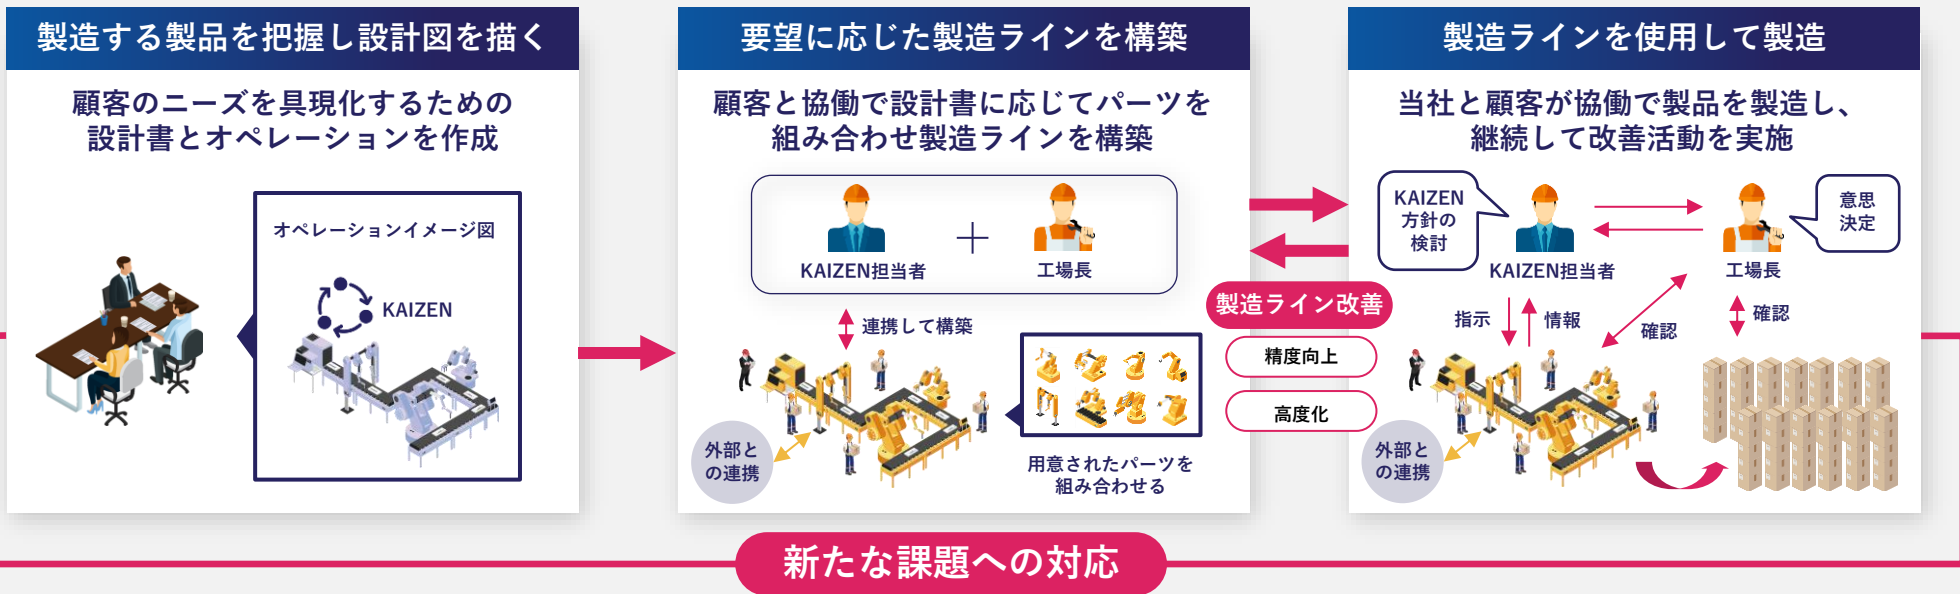 製造する製品を把握し設計図を描く
顧客のニーズを具現化するための
設計書とオペレーションを作成
オペレーションイメージ図
KAIZEN
要望に応じた製造ラインを構築
顧客と協働で設計書に応じてパーツを
組み合わせ製造ラインを構築
KAIZEN担当者
工場長
連携して構築
外部と
の連携
用意されたパーツを
組み合わせる
製造ライン改善
精度向上
高度化
製造ラインを使用して製造
当社と顧客が協働で製品を製造し、
継続して改善活動を実施
KAIZEN
方針の
検討
意思
決定
KAIZEN担当者
工場長
指示
情報
確認
確認
外部と
の連携
新たな課題への対応